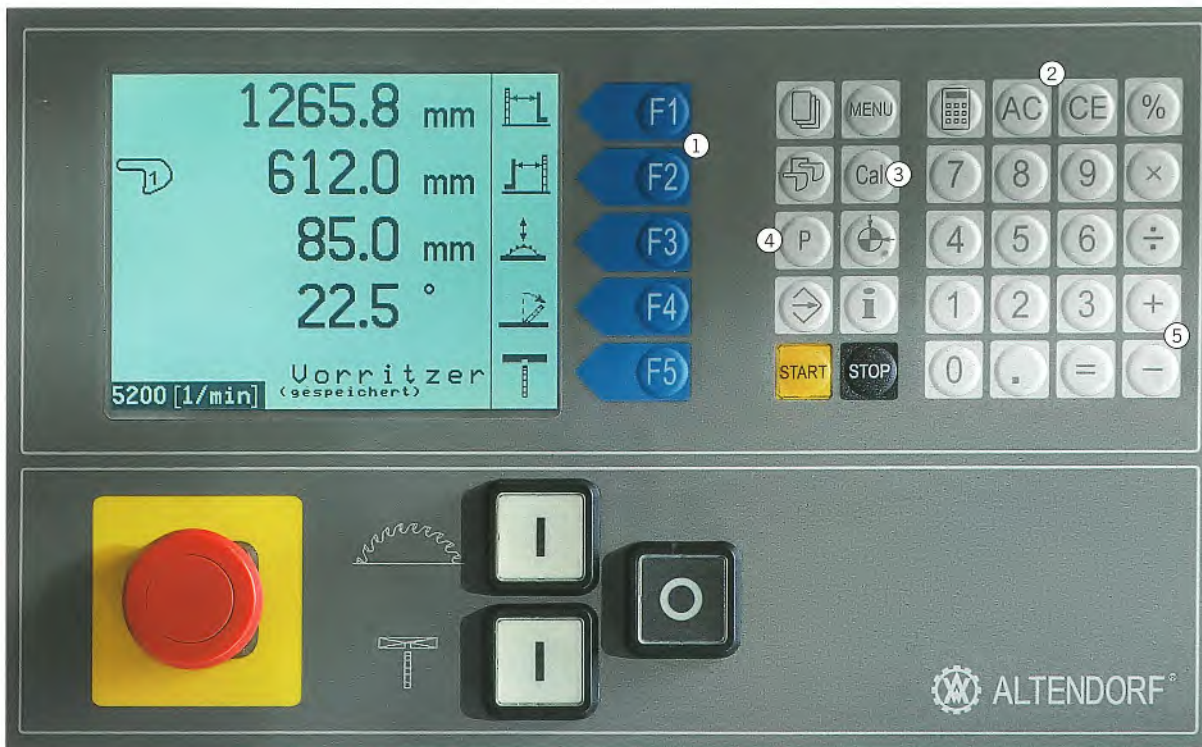 1265.8 mm
1 612.0 mm
85.0 mm
22.5 °
Vorritzer
5200 [1/min] (gespeichert)
F1
F2
F3
F4
F5
1
MENU
Cal 3
4 P
i
START STOP
2
AC CE %
7 8 9 ×
4 5 6 ÷
1 2 3 +
5
0 . = −
I
I
O
ALTENDORF®